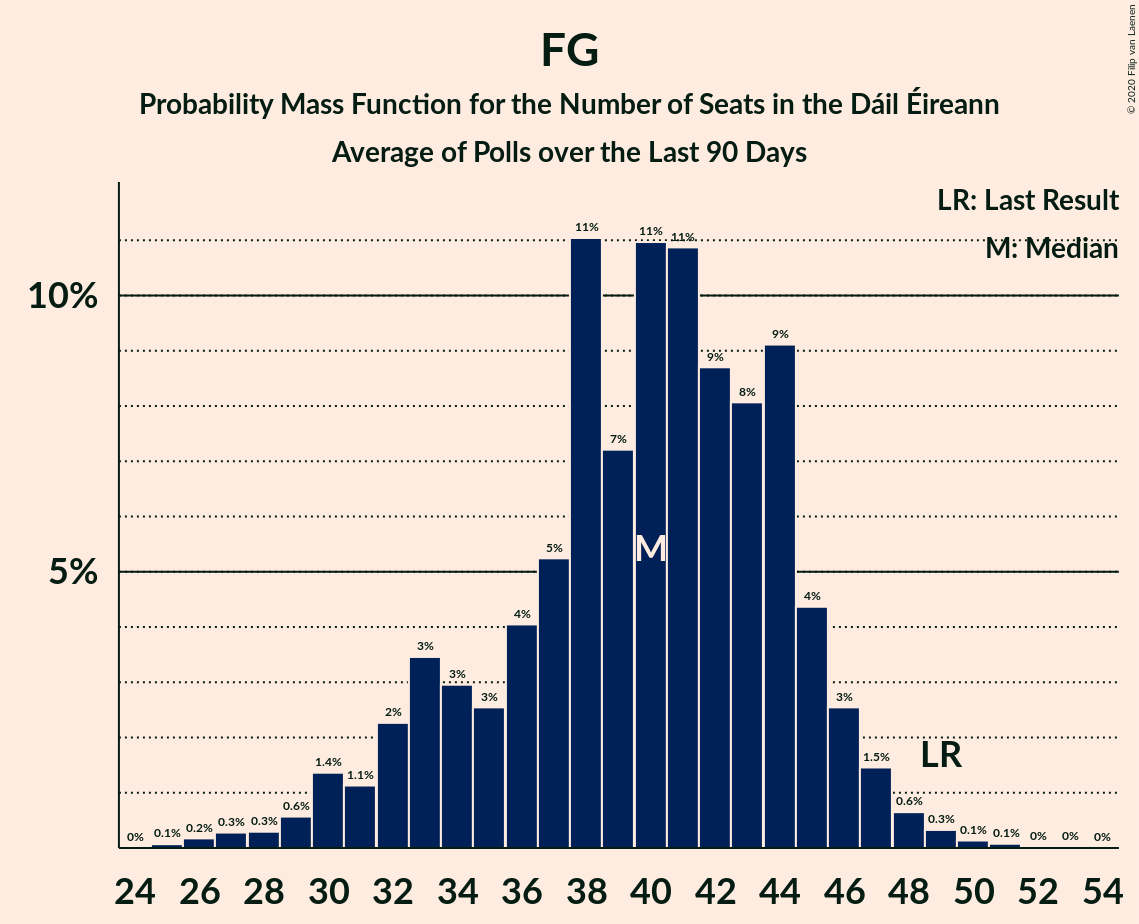 FG
Probability Mass Function for the Number of Seats in the Dáil Éireann
Average of Polls over the Last 90 Days
© 2020 Filip van Laenen
LR: Last Result
M: Median
10%
5%
0% 0.1% 0.2% 0.3% 0.3% 0.6% 1.4% 1.1% 2% 3% 3% 3% 4% 5% 11% 7% 11% 11% 9% 8% 9% 4% 3% 1.5% 0.6% 0.3% 0.1% 0.1% 0% 0% 0%
M
LR
24 26 28 30 32 34 36 38 40 42 44 46 48 50 52 54